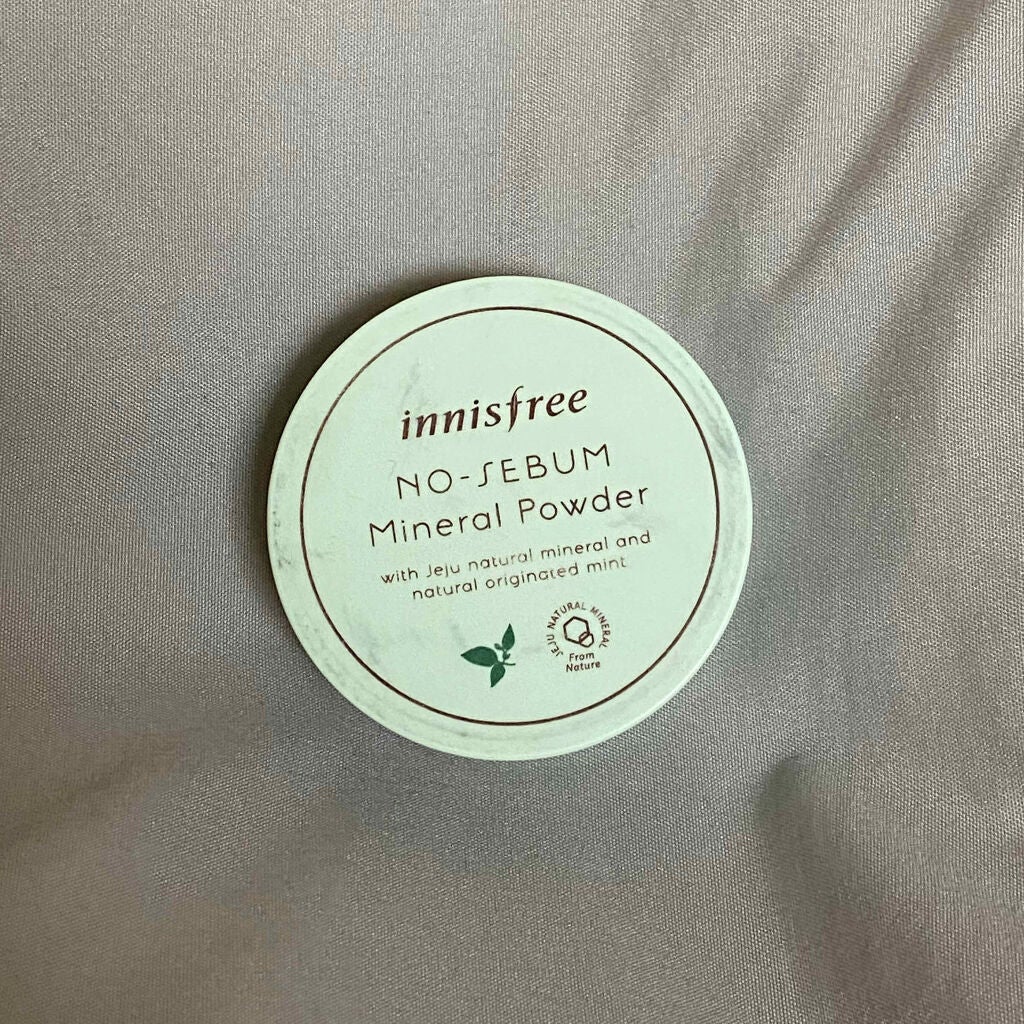 innisfree
NO-SEBUM
Mineral Powder
with Jeju natural mineral and
natural originated mint
JEJU NATURAL MINERAL
From
Nature